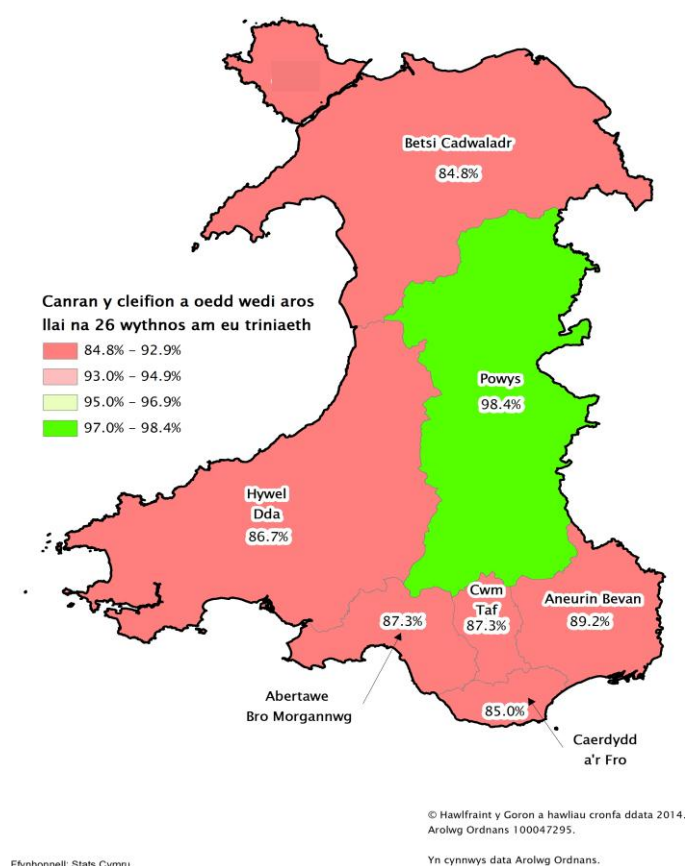 Betsi Cadwaladr
84.8%
Canran y cleifion a oedd wedi aros
llai na 26 wythnos am eu triniaeth
84.8% – 92.9%
93.0% – 94.9%
95.0% – 96.9%
97.0% – 98.4%
Powys
98.4%
Hywel
Dda
86.7%
Cwm
Taf
87.3%
Aneurin Bevan
89.2%
87.3%
Abertawe
Bro Morgannwg
85.0%
Caerdydd
a'r Fro
© Hawlfraint y Goron a hawliau cronfa ddata 2014.
Arolwg Ordnans 100047295.
Yn cynnwys data Arolwg Ordnans.
Ffynhonnell: Stats Cymru